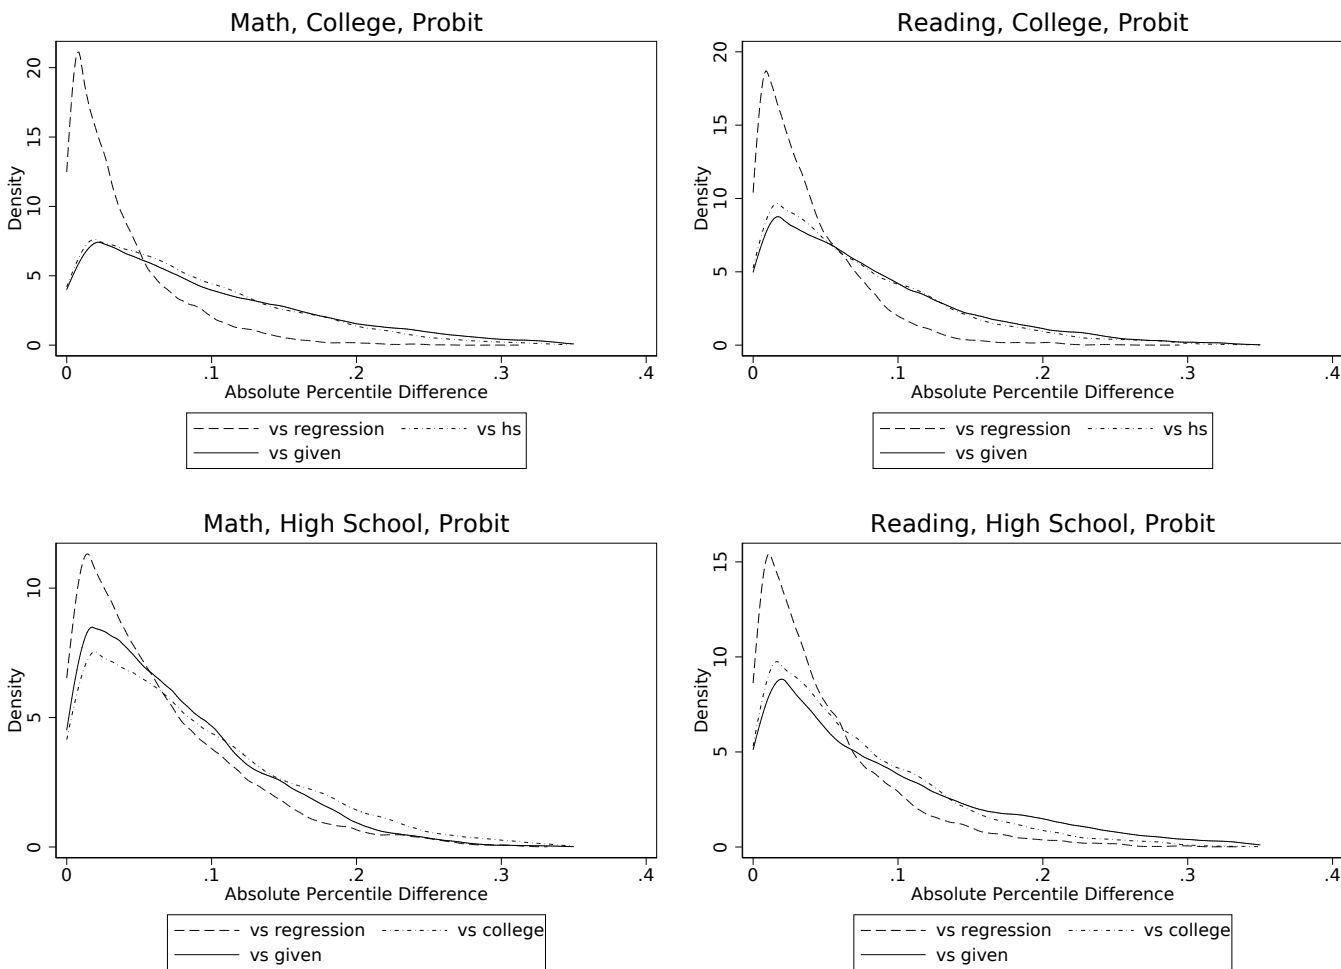 Math, College, Probit
Density
0
5
10
15
20
0 .1 .2 .3 .4
Absolute Percentile Difference
vs regression vs hs
vs given
Reading, College, Probit
Density
0
5
10
15
20
0 .1 .2 .3 .4
Absolute Percentile Difference
vs regression vs hs
vs given
Math, High School, Probit
Density
0
5
10
0 .1 .2 .3 .4
Absolute Percentile Difference
vs regression vs college
vs given
Reading, High School, Probit
Density
0
5
10
15
0 .1 .2 .3 .4
Absolute Percentile Difference
vs regression vs college
vs given